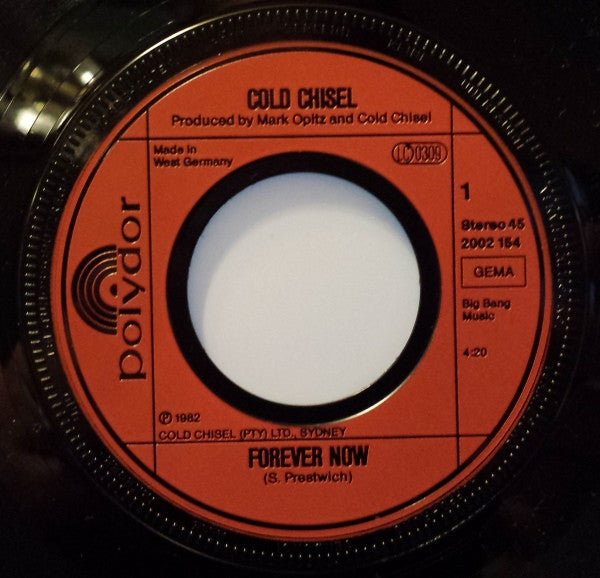 COLD CHISEL
Produced by Mark Opitz and Cold Chisel
Made in
West Germany
LC 0309
1
Stereo 45
2002 154
GEMA
Big Bang
Music
4:20
polydor
℗ 1982
COLD CHISEL (PTY) LTD., SYDNEY
FOREVER NOW
(S. Prestwich)